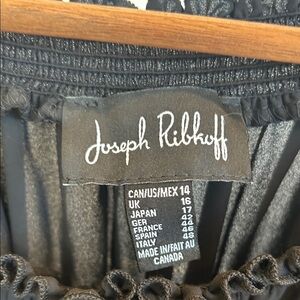 Joseph Ribkoff
CAN/US/MEX 14
UK 16
JAPAN 17
GER 42
FRANCE 44
SPAIN 46
ITALY 48
MADE IN/FAIT AU
CANADA